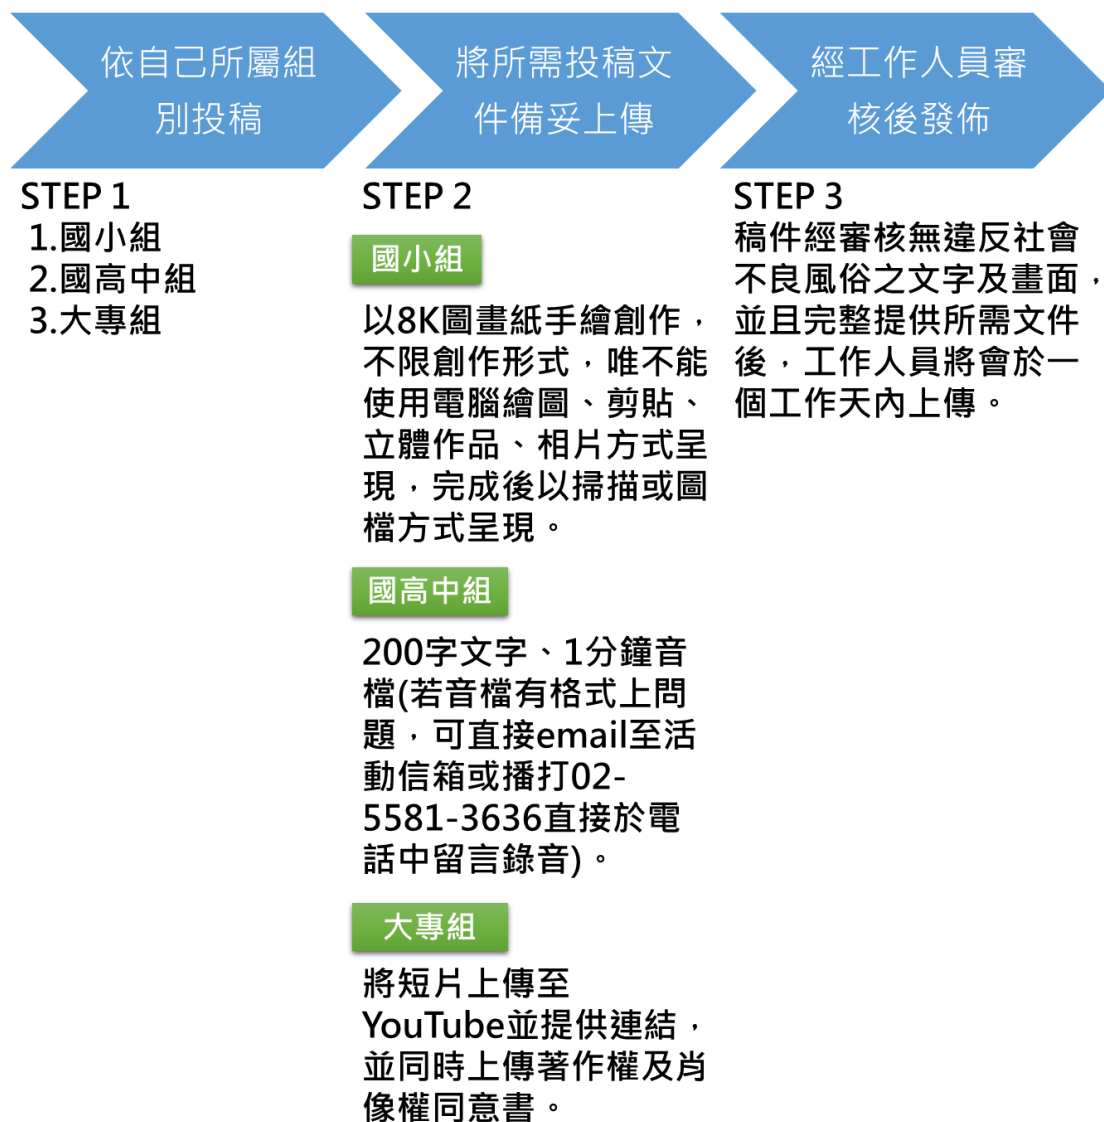 依自己所屬組
別投稿
將所需投稿文
件備妥上傳
經工作人員審
核後發佈
STEP 1
1.國小組
2.國高中組
3.大專組
STEP 2
國小組
以8K圖畫紙手繪創作，
不限創作形式，唯不能
使用電腦繪圖、剪貼、
立體作品、相片方式呈
現，完成後以掃描或圖
檔方式呈現。
國高中組
200字文字、1分鐘音
檔(若音檔有格式上問
題，可直接email至活
動信箱或播打02-
5581-3636直接於電
話中留言錄音)。
大專組
將短片上傳至
YouTube並提供連結，
並同時上傳著作權及肖
像權同意書。
STEP 3
稿件經審核無違反社會
不良風俗之文字及畫面，
並且完整提供所需文件
後，工作人員將會於一
個工作天內上傳。